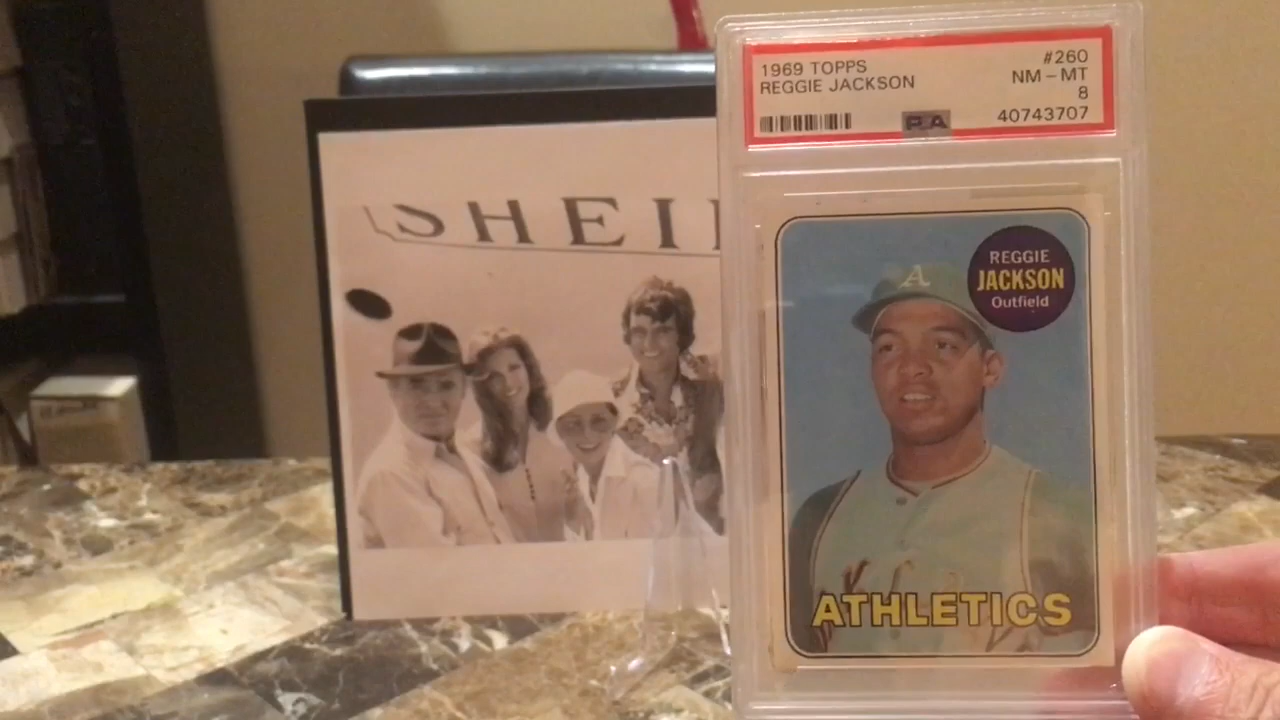 1969 TOPPS #260
REGGIE JACKSON NM-MT
8
PSA 40743707
SHEI
REGGIE
JACKSON
Outfield
A
ATHLETICS